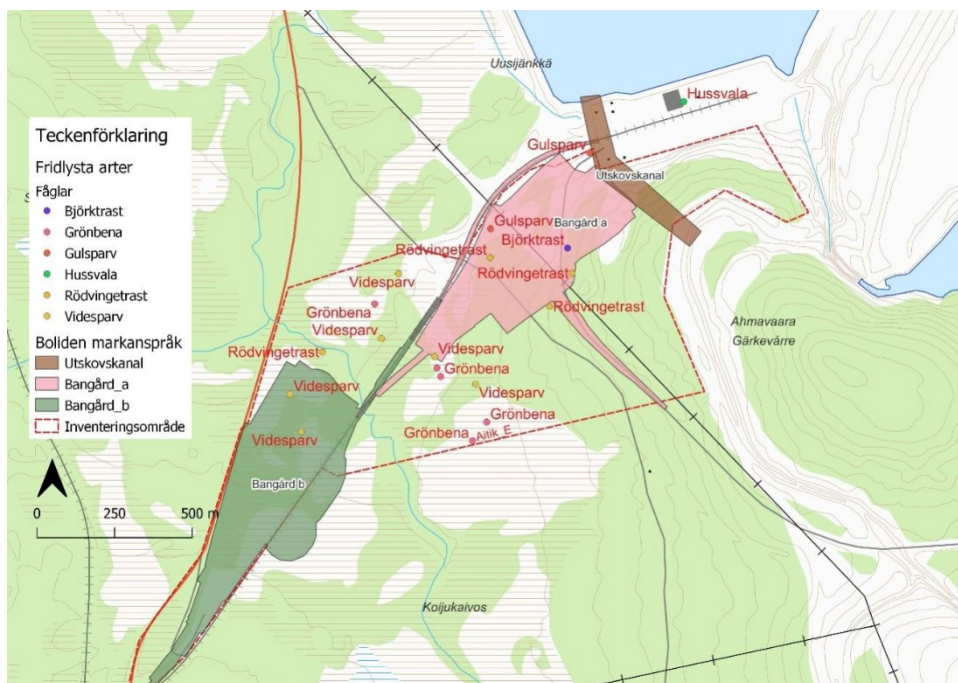 Uusijänkkä
Hussvala
Teckenförklaring
Fridlysta arter
Fåglar
Björktrast
Grönbena
Gulsparv
Hussvala
Rödvingetrast
Videsparv
Boliden markanspråk
Utskovskanal
Bangård_a
Bangård_b
Inventeringsområde
0 250 500 m
Gulsparv
Utskovskanal
Gulsparv
Bangård a
Björktrast
Rödvingetrast
Rödvingetrast
Videsparv
Grönbena
Rödvingetrast
Videsparv
Ahmavaara
Gärkevárre
Rödvingetrast
Videsparv
Grönbena
Videsparv
Videsparv
Grönbena
Videsparv
Grönbena
Aitik_E
Bangård b
Koijukaivos